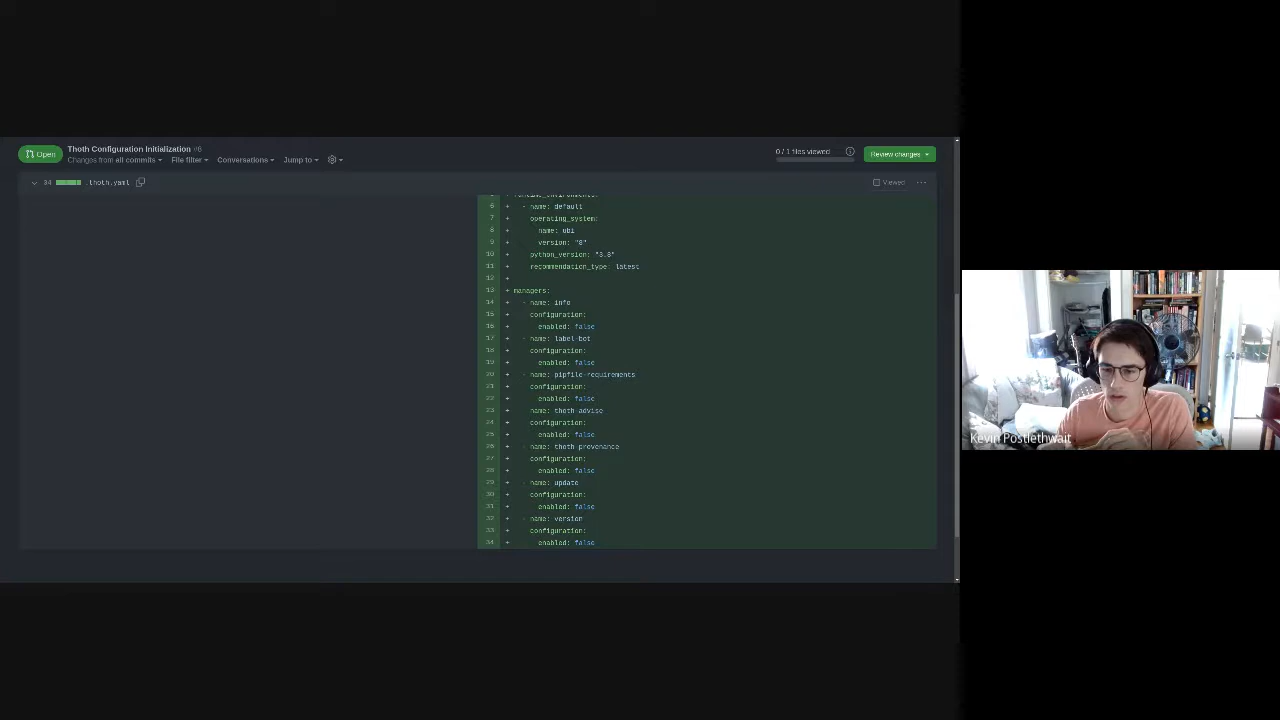 Open
Thoth Configuration Initialization #6
Changes from all commits
File filter
Conversations
Jump to
0 / 1 files viewed
Review changes
34 .thoth.yaml
Viewed
5 + runtime_environments:
6 + - name: default
7 + operating_system:
8 + name: ubi
9 + version: "8"
10 + python_version: "3.8"
11 + recommendation_type: latest
12 +
13 + managers:
14 + - name: info
15 + configuration:
16 + enabled: false
17 + - name: label-bot
18 + configuration:
19 + enabled: false
20 + - name: pipfile-requirements
21 + configuration:
22 + enabled: false
23 + name: thoth-advise
24 + configuration:
25 + enabled: false
26 + - name: thoth-provenance
27 + configuration:
28 + enabled: false
29 + - name: update
30 + configuration:
31 + enabled: false
32 + - name: version
33 + configuration:
34 + enabled: false
Kevin Postlethwait